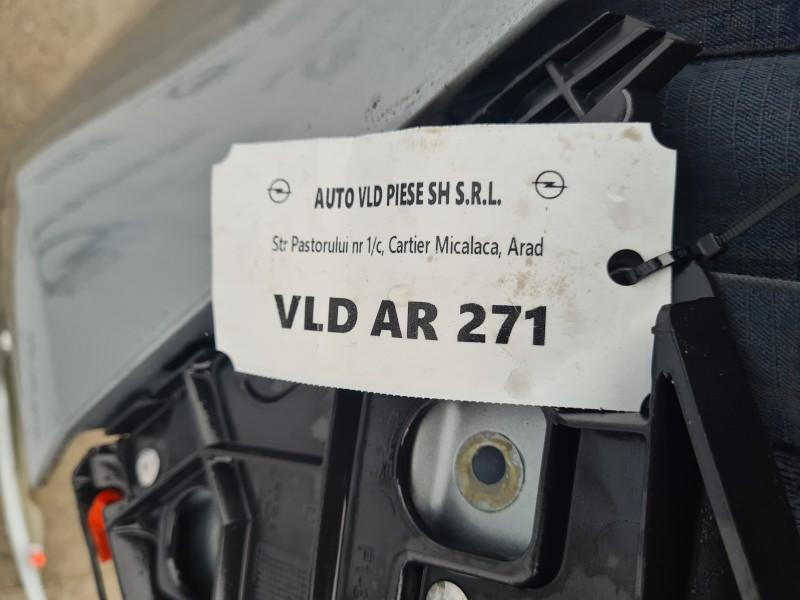 AUTO VLD PIESE SH S.R.L.
Str Pastorului nr 1/c, Cartier Micalaca, Arad
VLD AR 271